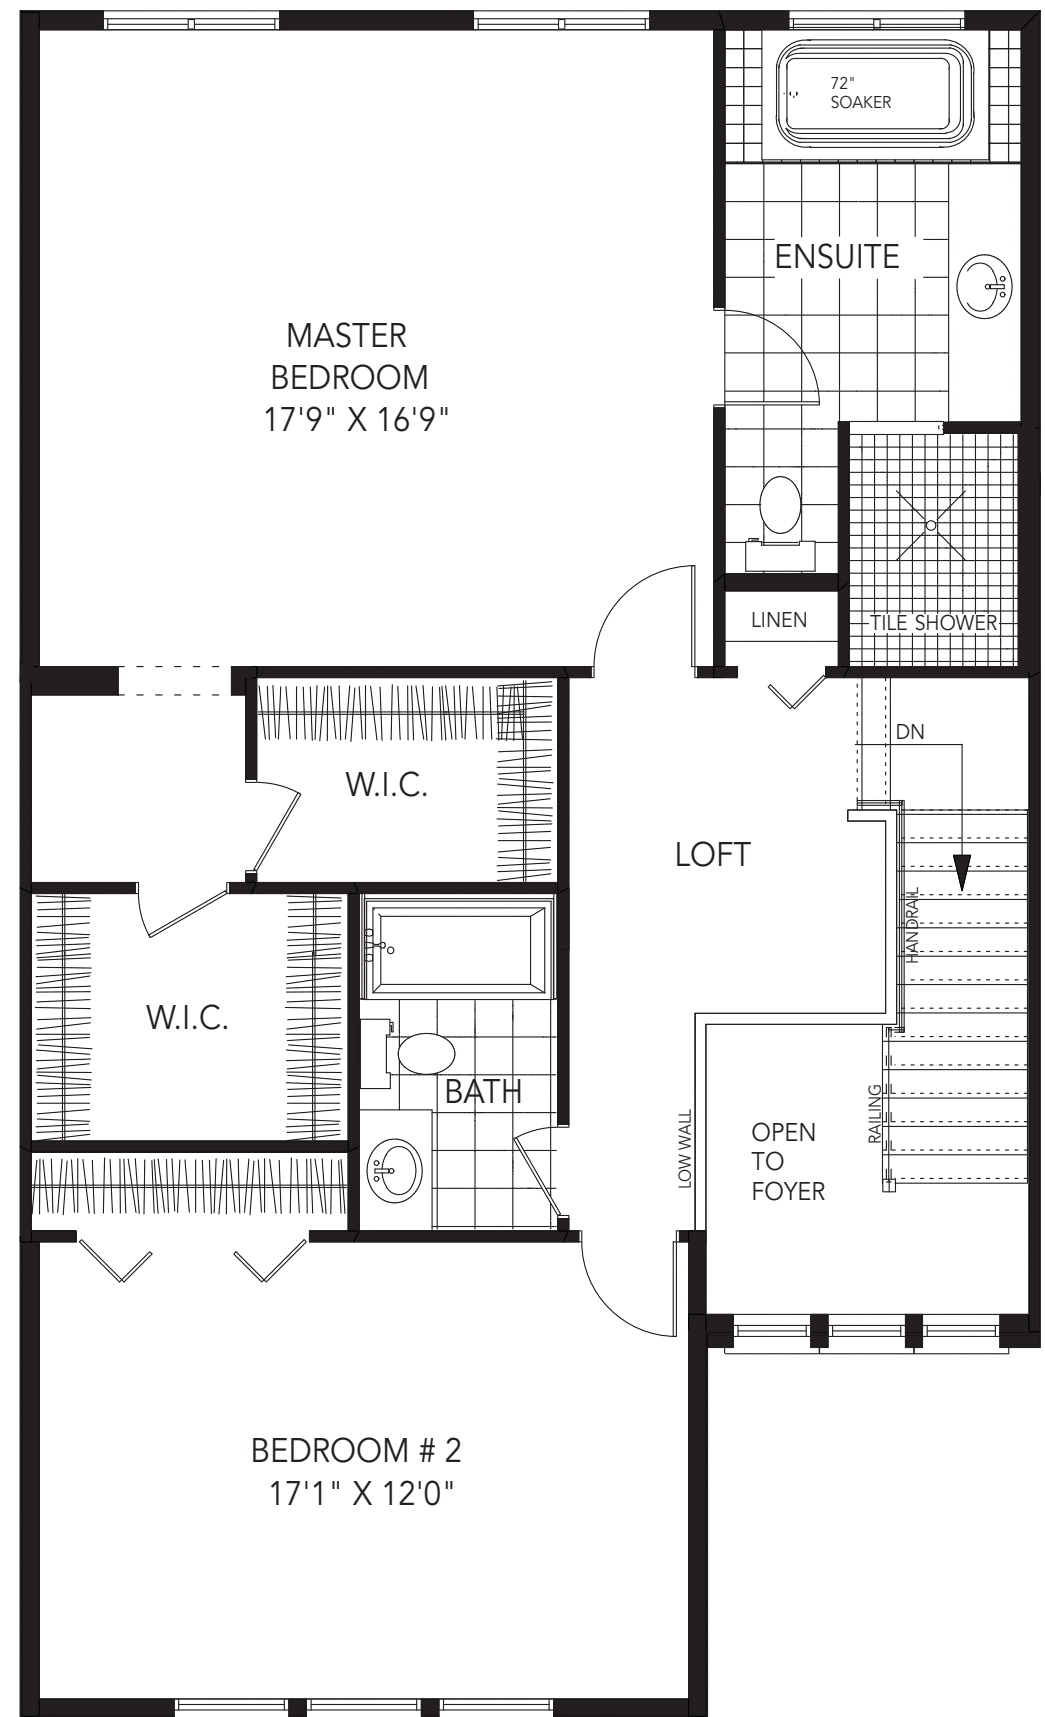 72"
SOAKER
ENSUITE
MASTER
BEDROOM
17'9" X 16'9"
LINEN
TILE SHOWER
DN
W.I.C.
LOFT
HANDRAIL
W.I.C.
BATH
LOW WALL
RAILING
OPEN
TO
FOYER
BEDROOM # 2
17'1" X 12'0"